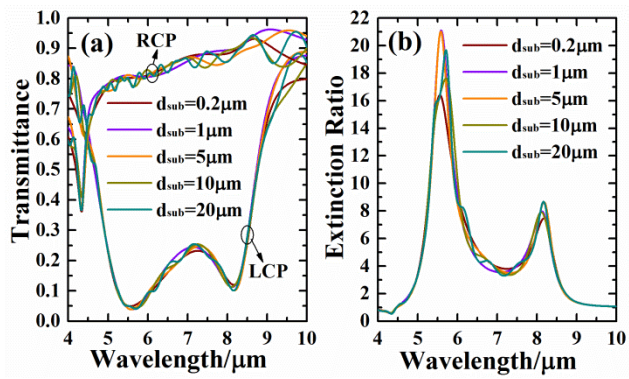 (a)
RCP
d_sub=0.2μm
d_sub=1μm
d_sub=5μm
d_sub=10μm
d_sub=20μm
LCP
Transmittance
1.0
0.9
0.8
0.7
0.6
0.5
0.4
0.3
0.2
0.1
0.0
4 5 6 7 8 9 10
Wavelength/μm
(b)
d_sub=0.2μm
d_sub=1μm
d_sub=5μm
d_sub=10μm
d_sub=20μm
Extinction Ratio
22
20
18
16
14
12
10
8
6
4
2
0
4 5 6 7 8 9 10
Wavelength/μm